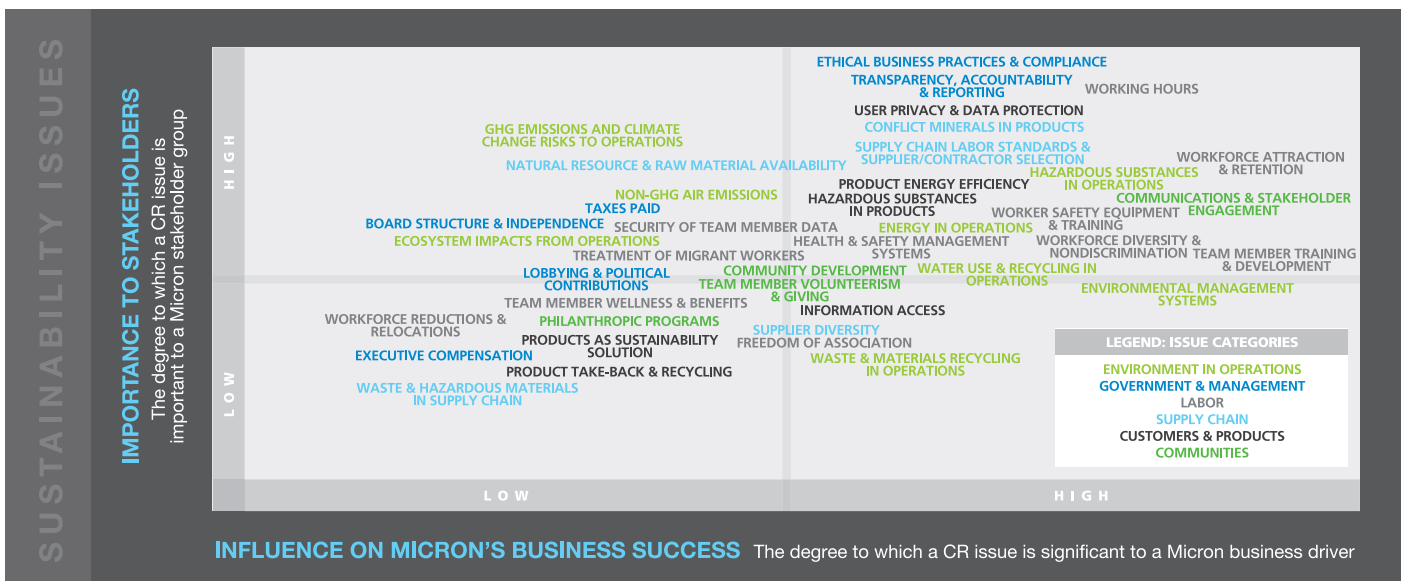 SUSTAINABILITY ISSUES
IMPORTANCE TO STAKEHOLDERS
The degree to which a CR issue is
important to a Micron stakeholder group
HIGH
LOW
ETHICAL BUSINESS PRACTICES & COMPLIANCE
TRANSPARENCY, ACCOUNTABILITY
& REPORTING
WORKING HOURS
USER PRIVACY & DATA PROTECTION
CONFLICT MINERALS IN PRODUCTS
GHG EMISSIONS AND CLIMATE
CHANGE RISKS TO OPERATIONS
SUPPLY CHAIN LABOR STANDARDS &
SUPPLIER/CONTRACTOR SELECTION
NATURAL RESOURCE & RAW MATERIAL AVAILABILITY
WORKFORCE ATTRACTION
& RETENTION
HAZARDOUS SUBSTANCES
IN OPERATIONS
PRODUCT ENERGY EFFICIENCY
NON-GHG AIR EMISSIONS
HAZARDOUS SUBSTANCES
IN PRODUCTS
COMMUNICATIONS & STAKEHOLDER
ENGAGEMENT
TAXES PAID
WORKER SAFETY EQUIPMENT
& TRAINING
BOARD STRUCTURE & INDEPENDENCE
SECURITY OF TEAM MEMBER DATA
ENERGY IN OPERATIONS
ECOSYSTEM IMPACTS FROM OPERATIONS
HEALTH & SAFETY MANAGEMENT
SYSTEMS
WORKFORCE DIVERSITY &
NONDISCRIMINATION
TEAM MEMBER TRAINING
& DEVELOPMENT
TREATMENT OF MIGRANT WORKERS
LOBBYING & POLITICAL
CONTRIBUTIONS
COMMUNITY DEVELOPMENT
WATER USE & RECYCLING IN
OPERATIONS
TEAM MEMBER VOLUNTEERISM
& GIVING
ENVIRONMENTAL MANAGEMENT
SYSTEMS
TEAM MEMBER WELLNESS & BENEFITS
INFORMATION ACCESS
WORKFORCE REDUCTIONS &
RELOCATIONS
PHILANTHROPIC PROGRAMS
SUPPLIER DIVERSITY
FREEDOM OF ASSOCIATION
PRODUCTS AS SUSTAINABILITY
SOLUTION
EXECUTIVE COMPENSATION
WASTE & MATERIALS RECYCLING
IN OPERATIONS
PRODUCT TAKE-BACK & RECYCLING
WASTE & HAZARDOUS MATERIALS
IN SUPPLY CHAIN
LEGEND: ISSUE CATEGORIES
ENVIRONMENT IN OPERATIONS
GOVERNMENT & MANAGEMENT
LABOR
SUPPLY CHAIN
CUSTOMERS & PRODUCTS
COMMUNITIES
LOW
HIGH
INFLUENCE ON MICRON'S BUSINESS SUCCESS The degree to which a CR issue is significant to a Micron business driver